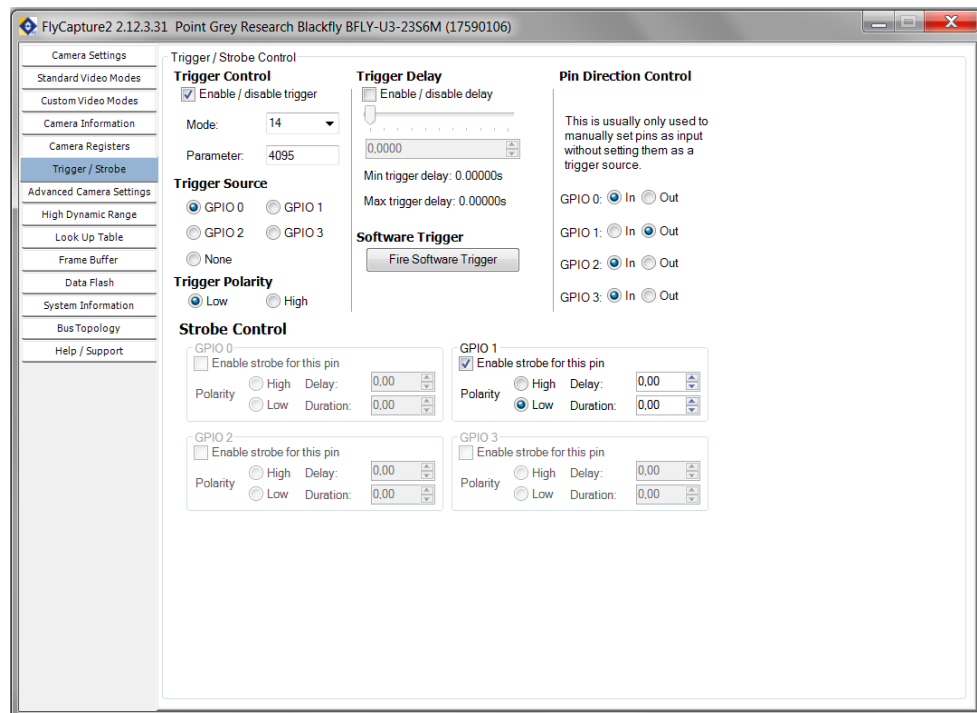 FlyCapture2 2.12.3.31 Point Grey Research Blackfly BFLY-U3-23S6M (17590106)
Camera Settings
Standard Video Modes
Custom Video Modes
Camera Information
Camera Registers
Trigger / Strobe
Advanced Camera Settings
High Dynamic Range
Look Up Table
Frame Buffer
Data Flash
System Information
Bus Topology
Help / Support
Trigger / Strobe Control
Trigger Control
Enable / disable trigger
Mode: 14
Parameter: 4095
Trigger Source
GPIO 0 GPIO 1
GPIO 2 GPIO 3
None
Trigger Polarity
Low High
Trigger Delay
Enable / disable delay
0,0000
Min trigger delay: 0.00000s
Max trigger delay: 0.00000s
Software Trigger
Fire Software Trigger
Pin Direction Control
This is usually only used to
manually set pins as input
without setting them as a
trigger source.
GPIO 0: In Out
GPIO 1: In Out
GPIO 2: In Out
GPIO 3: In Out
Strobe Control
GPIO 0
Enable strobe for this pin
Polarity
High Delay: 0,00
Low Duration: 0,00
GPIO 1
Enable strobe for this pin
Polarity
High Delay: 0,00
Low Duration: 0,00
GPIO 2
Enable strobe for this pin
Polarity
High Delay: 0,00
Low Duration: 0,00
GPIO 3
Enable strobe for this pin
Polarity
High Delay: 0,00
Low Duration: 0,00